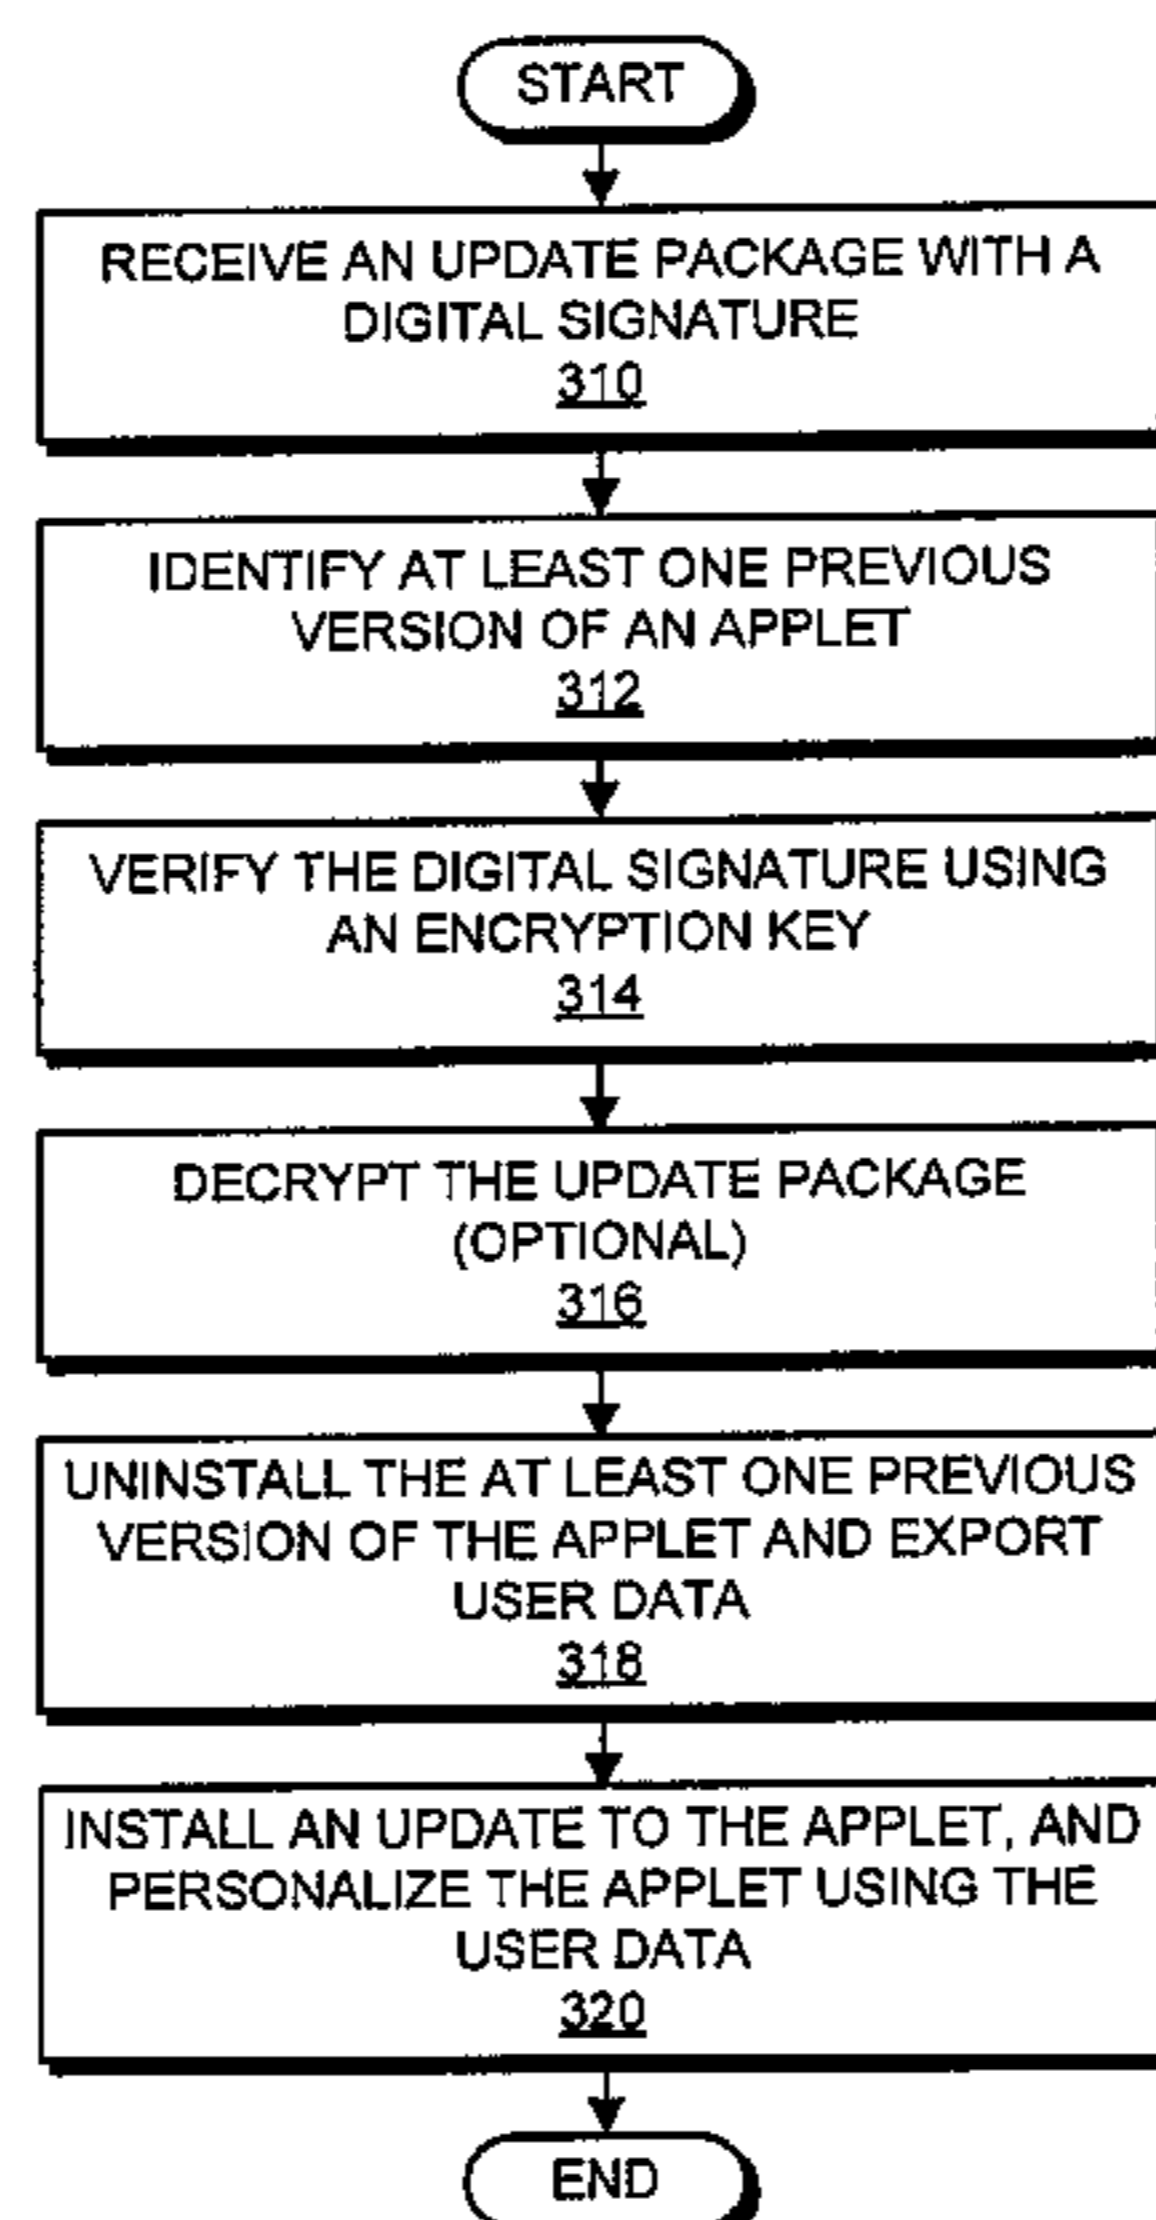 START
RECEIVE AN UPDATE PACKAGE WITH A
DIGITAL SIGNATURE
310
IDENTIFY AT LEAST ONE PREVIOUS
VERSION OF AN APPLET
312
VERIFY THE DIGITAL SIGNATURE USING
AN ENCRYPTION KEY
314
DECRYPT THE UPDATE PACKAGE
(OPTIONAL)
316
UNINSTALL THE AT LEAST ONE PREVIOUS
VERSION OF THE APPLET AND EXPORT
USER DATA
318
INSTALL AN UPDATE TO THE APPLET, AND
PERSONALIZE THE APPLET USING THE
USER DATA
320
END